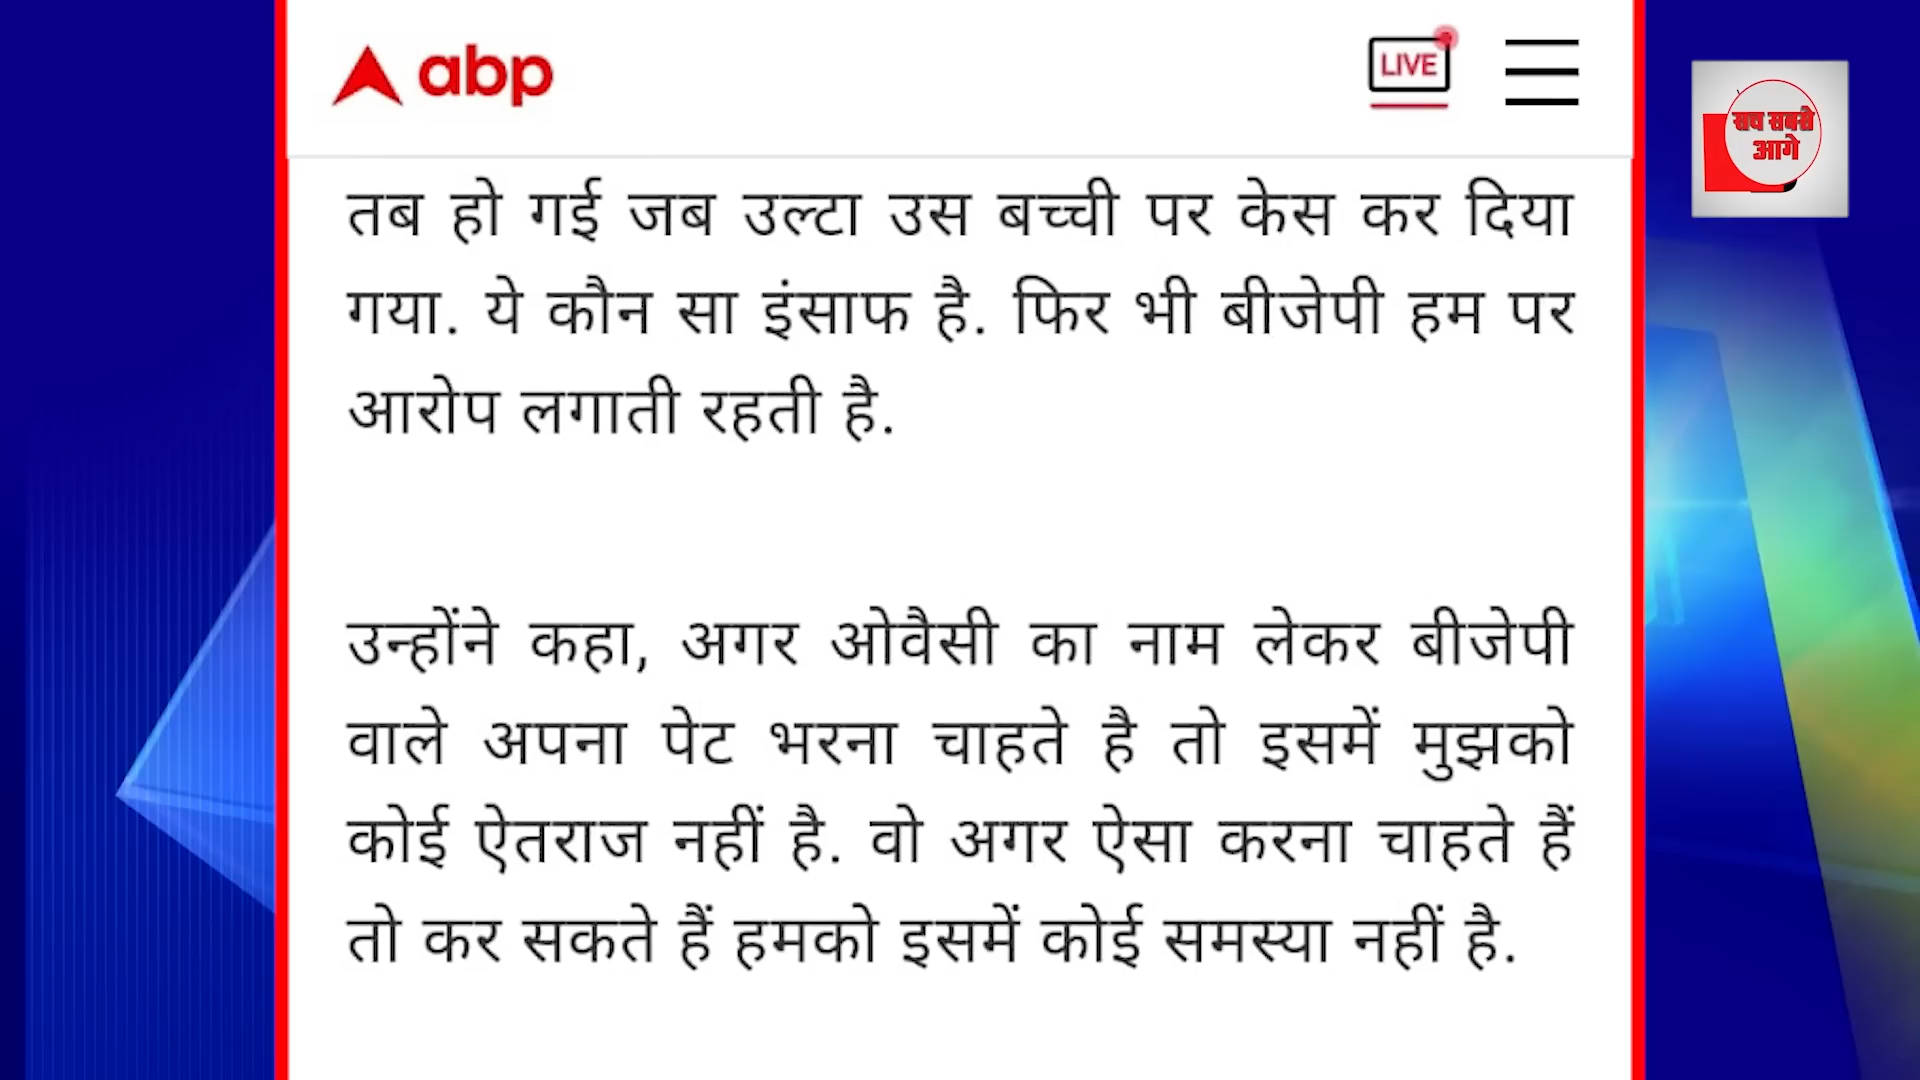 abp
LIVE
सच सबसे
आगे
तब हो गई जब उल्टा उस बच्ची पर केस कर दिया
गया. ये कौन सा इंसाफ है. फिर भी बीजेपी हम पर
आरोप लगाती रहती है.
उन्होंने कहा, अगर ओवैसी का नाम लेकर बीजेपी
वाले अपना पेट भरना चाहते है तो इसमें मुझको
कोई ऐतराज नहीं है. वो अगर ऐसा करना चाहते हैं
तो कर सकते हैं हमको इसमें कोई समस्या नहीं है.